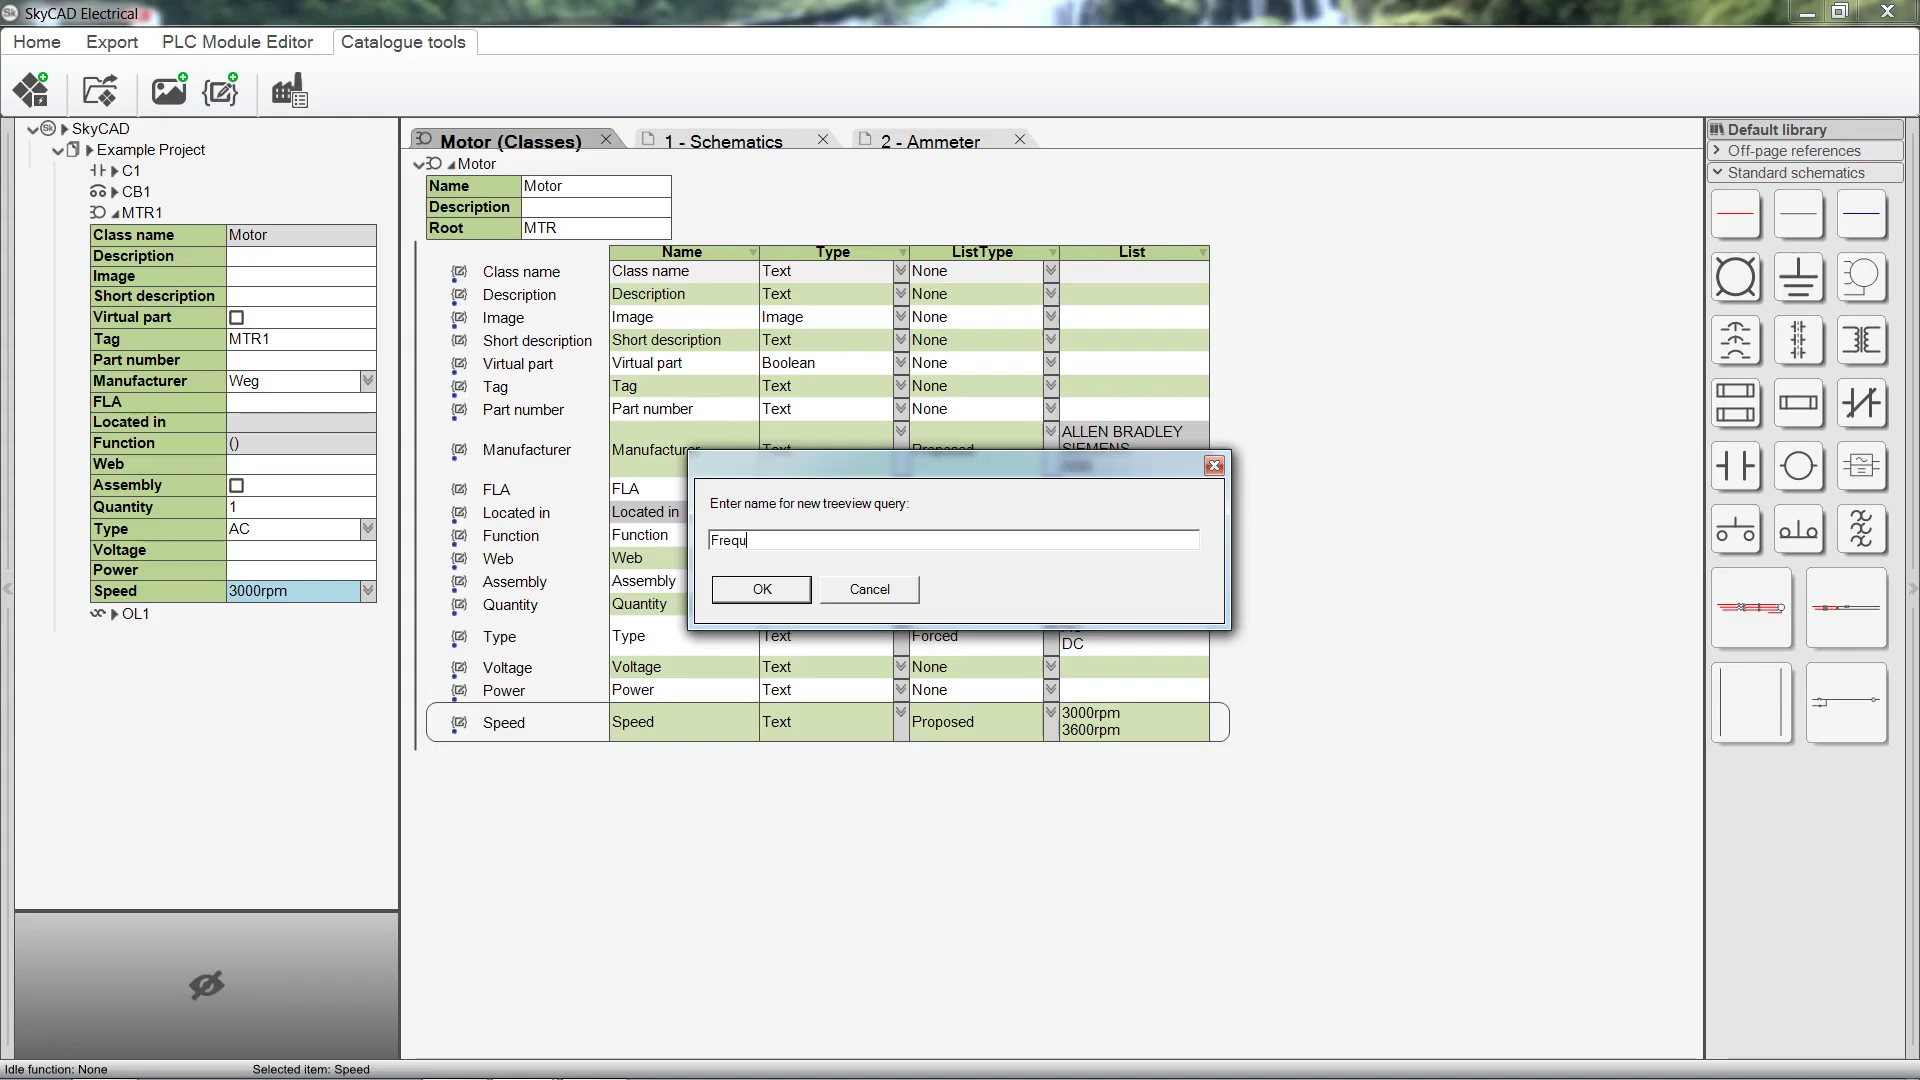 SkyCAD Electrical
Home Export PLC Module Editor Catalogue tools
SkyCAD
Example Project
C1
CB1
MTR1
Class name Motor
Description
Image
Short description
Virtual part
Tag MTR1
Part number
Manufacturer Weg
FLA
Located in
Function ()
Web
Assembly
Quantity 1
Type AC
Voltage
Power
Speed 3000rpm
OL1
Motor (Classes) 1 - Schematics 2 - Ammeter
Motor
Name Motor
Description
Root MTR
Name Type ListType List
Class name Class name Text None
Description Description Text None
Image Image Image None
Short description Short description Text None
Virtual part Virtual part Boolean None
Tag Tag Text None
Part number Part number Text None
Manufacturer Manufacturer Text Proposed ALLEN BRADLEY
SIEMENS
FLA FLA
Located in Located in
Function Function
Web Web
Assembly Assembly
Quantity Quantity
Type Type Text Forced
DC
Voltage Voltage Text None
Power Power Text None
Speed Speed Text Proposed 3000rpm
3600rpm
Enter name for new treeview query:
Frequ
OK Cancel
Default library
Off-page references
Standard schematics
Idle function: None Selected item: Speed